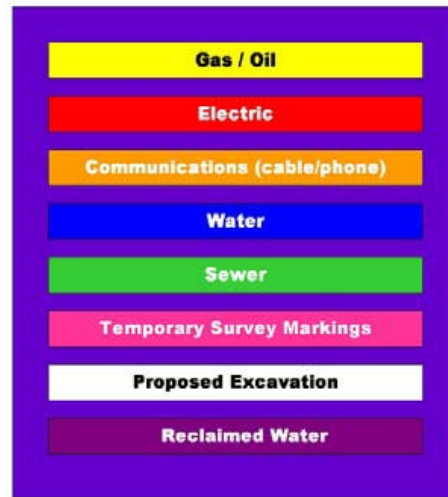 Gas / Oil
Electric
Communications (cable/phone)
Water
Sewer
Temporary Survey Markings
Proposed Excavation
Reclaimed Water